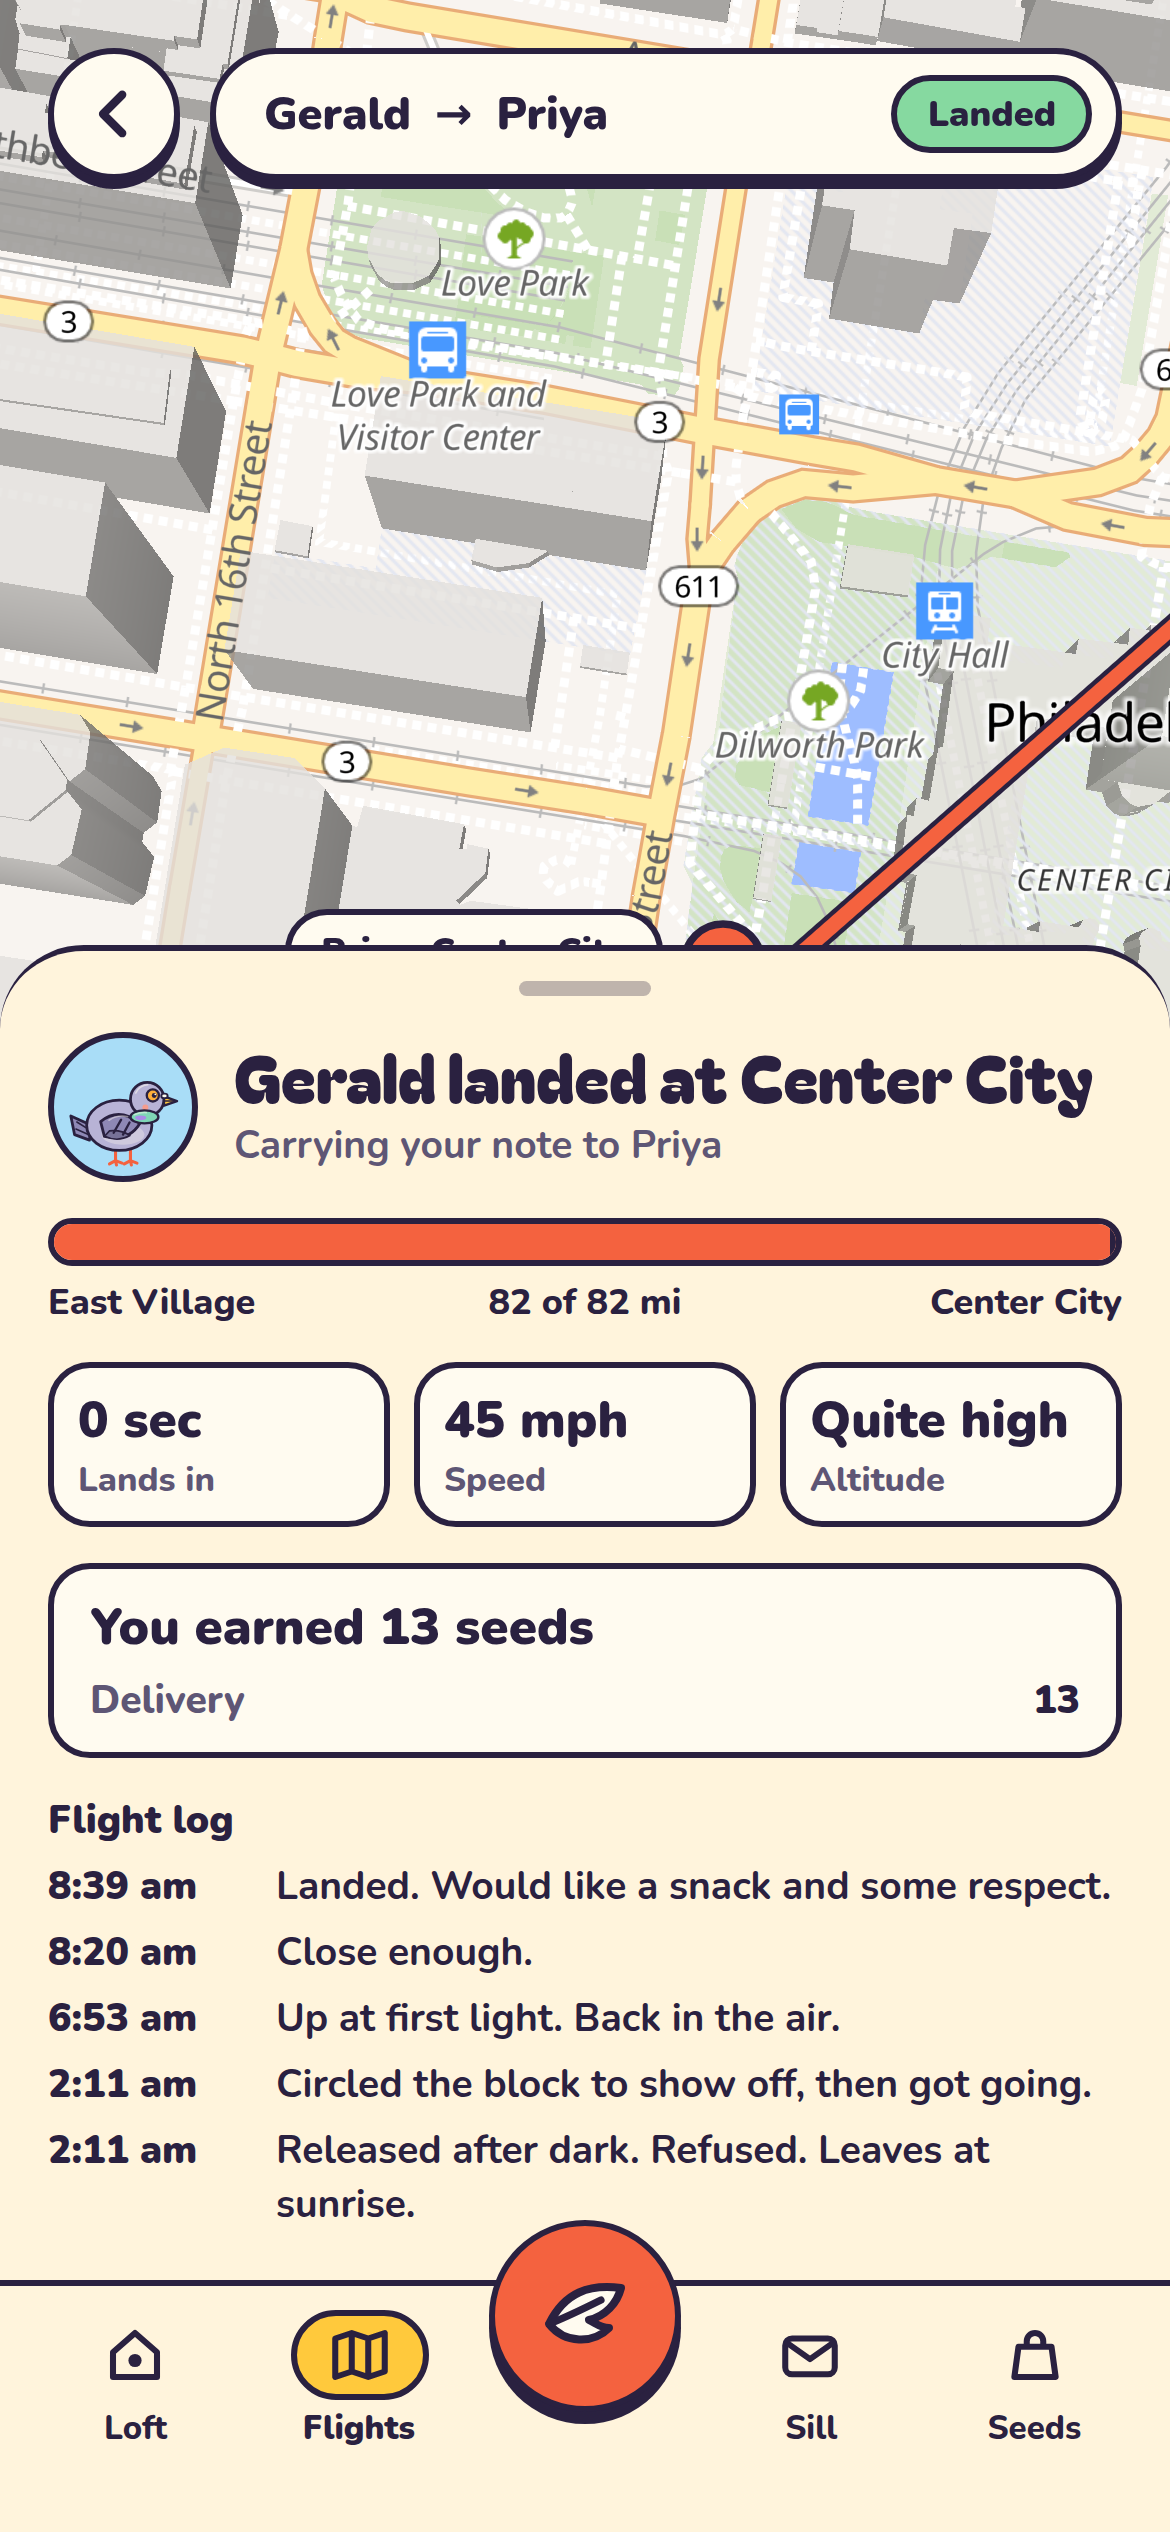 Gerald → Priya
Landed
eet
Love Park
3
Love Park and
Visitor Center
3
6
North 16th Street
611
City Hall
Dilworth Park
3
treet
CENTER CI
Gerald landed at Center City
Carrying your note to Priya
East Village
82 of 82 mi
Center City
0 sec
Lands in
45 mph
Speed
Quite high
Altitude
You earned 13 seeds
Delivery
13
Flight log
8:39 am
Landed. Would like a snack and some respect.
8:20 am
Close enough.
6:53 am
Up at first light. Back in the air.
2:11 am
Circled the block to show off, then got going.
2:11 am
Released after dark. Refused. Leaves at
sunrise.
Loft
Flights
Sill
Seeds